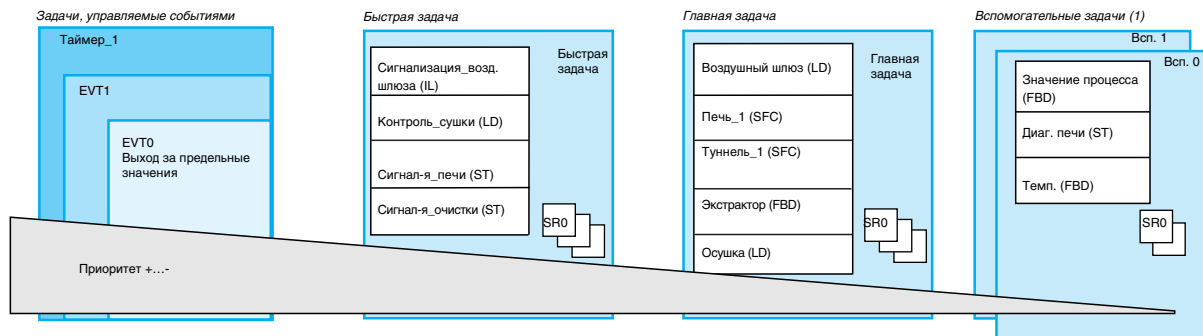 Задачи, управляемые событиями
Таймер_1
EVT1
EVT0
Выход за предельные
значения
Быстрая задача
Быстрая
задача
Сигнализация_возд.
шлюза (IL)
Контроль_сушки (LD)
Сигнал-я_печи (ST)
Сигнал-я_очистки (ST)
SR0
Главная задача
Главная
задача
Воздушный шлюз (LD)
Печь_1 (SFC)
Туннель_1 (SFC)
Экстрактор (FBD)
Осушка (LD)
SR0
Вспомогательные задачи (1)
Всп. 1
Всп. 0
Значение процесса
(FBD)
Диаг. печи (ST)
Темп. (FBD)
SR0
Приоритет +...-